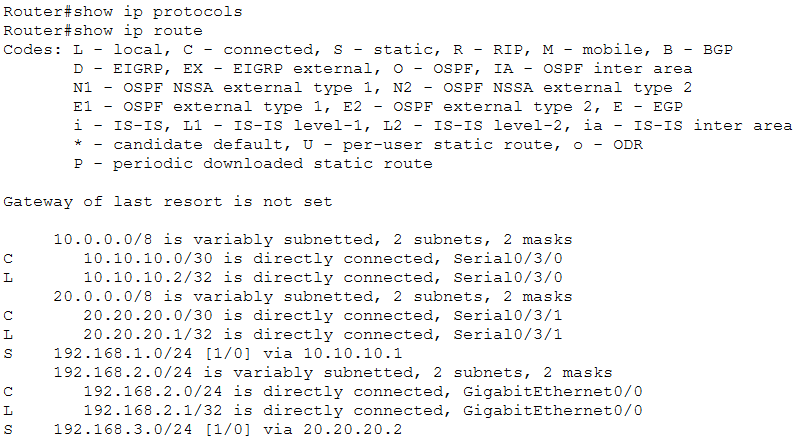 Router#show ip protocols
Router#show ip route
Codes: L - local, C - connected, S - static, R - RIP, M - mobile, B - BGP
       D - EIGRP, EX - EIGRP external, O - OSPF, IA - OSPF inter area
       N1 - OSPF NSSA external type 1, N2 - OSPF NSSA external type 2
       E1 - OSPF external type 1, E2 - OSPF external type 2, E - EGP
       i - IS-IS, L1 - IS-IS level-1, L2 - IS-IS level-2, ia - IS-IS inter area
       * - candidate default, U - per-user static route, o - ODR
       P - periodic downloaded static route

Gateway of last resort is not set

     10.0.0.0/8 is variably subnetted, 2 subnets, 2 masks
C       10.10.10.0/30 is directly connected, Serial0/3/0
L       10.10.10.2/32 is directly connected, Serial0/3/0
     20.0.0.0/8 is variably subnetted, 2 subnets, 2 masks
C       20.20.20.0/30 is directly connected, Serial0/3/1
L       20.20.20.1/32 is directly connected, Serial0/3/1
S    192.168.1.0/24 [1/0] via 10.10.10.1
     192.168.2.0/24 is variably subnetted, 2 subnets, 2 masks
C       192.168.2.0/24 is directly connected, GigabitEthernet0/0
L       192.168.2.1/32 is directly connected, GigabitEthernet0/0
S    192.168.3.0/24 [1/0] via 20.20.20.2